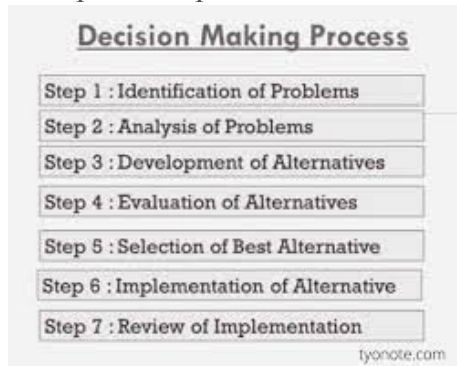 Decision Making Process
Step 1 : Identification of Problems
Step 2 : Analysis of Problems
Step 3 : Development of Alternatives
Step 4 : Evaluation of Alternatives
Step 5 : Selection of Best Alternative
Step 6 : Implementation of Alternative
Step 7 : Review of Implementation
tyonote.com